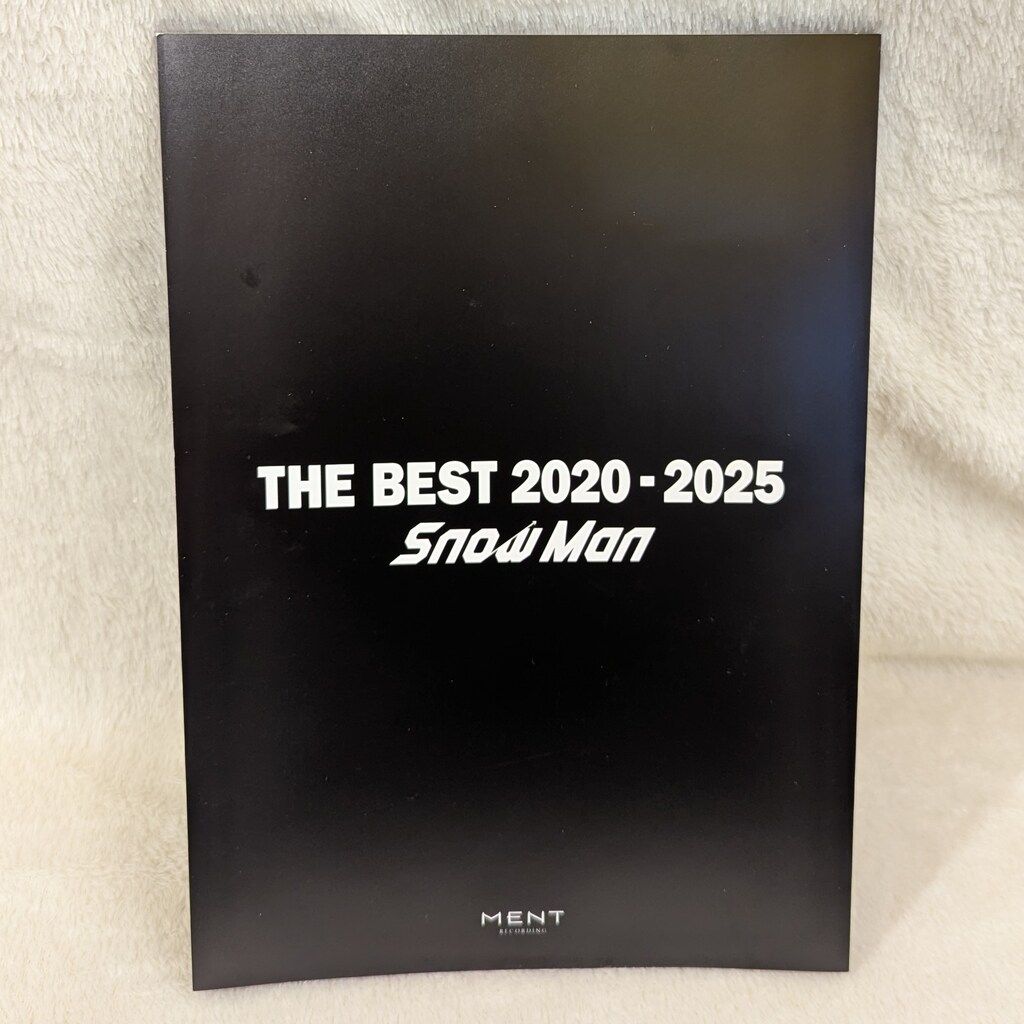 THE BEST 2020-2025
Snow Man
MENT
RECORDING